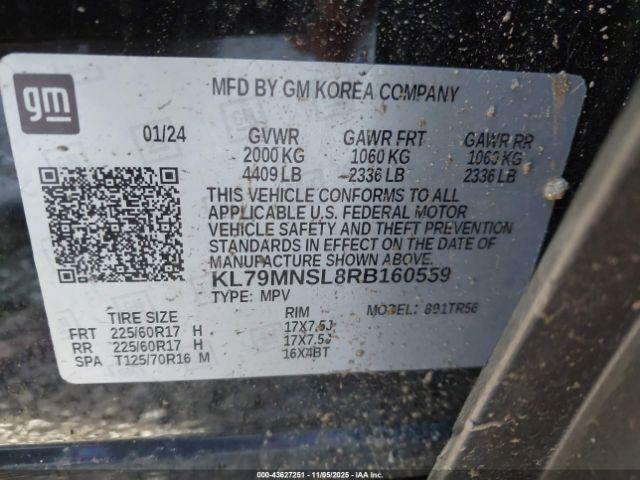 gm
MFD BY GM KOREA COMPANY
01/24 GVWR GAWR FRT GAWR RR
2000 KG 1060 KG 1060 KG
4409 LB 2336 LB 2336 LB
THIS VEHICLE CONFORMS TO ALL
APPLICABLE U.S. FEDERAL MOTOR
VEHICLE SAFETY AND THEFT PREVENTION
STANDARDS IN EFFECT ON THE DATE OF
MANUFACTURE SHOWN ABOVE.
KL79MNSL8RB160559
TYPE: MPV MODEL: 891TR56
TIRE SIZE RIM
FRT 225/60R17 H 17X7.5J
RR 225/60R17 H 17X7.5J
SPA T125/70R16 M 16X4BT
000-43627251 | 11/05/2025 | IAAI.com